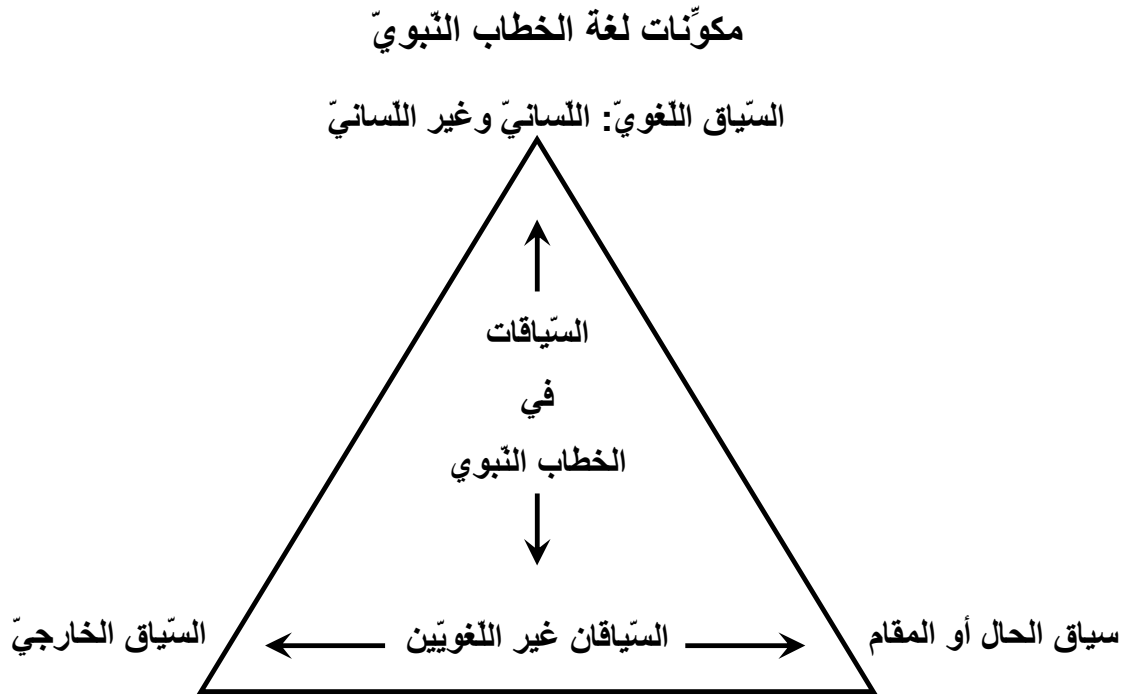 مكوِّنات لغة الخطاب النّبويّ
السّياق اللّغويّ: اللّسانيّ وغير اللّسانيّ
السّياقات
في
الخطاب النّبوي
سياق الحال أو المقام
السّياقان غير اللّغويّين
السّياق الخارجيّ